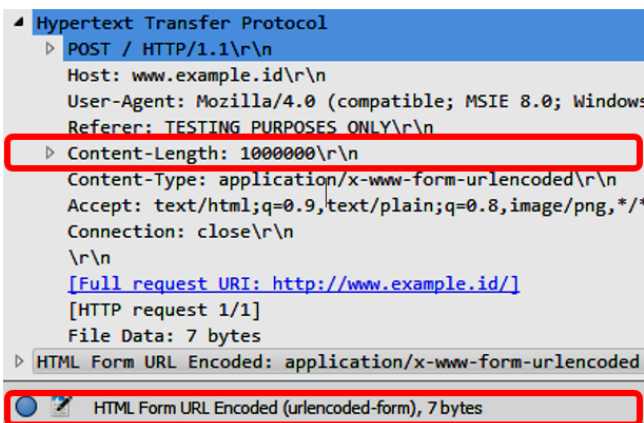 Hypertext Transfer Protocol
POST / HTTP/1.1\r\n
Host: www.example.id\r\n
User-Agent: Mozilla/4.0 (compatible; MSIE 8.0; Windows
Referer: TESTING PURPOSES ONLY\r\n
Content-Length: 1000000\r\n
Content-Type: application/x-www-form-urlencoded\r\n
Accept: text/html;q=0.9,text/plain;q=0.8,image/png,*/*
Connection: close\r\n
\r\n
[Full request URI: http://www.example.id/]
[HTTP request 1/1]
File Data: 7 bytes
HTML Form URL Encoded: application/x-www-form-urlencoded
HTML Form URL Encoded (urlencoded-form), 7 bytes